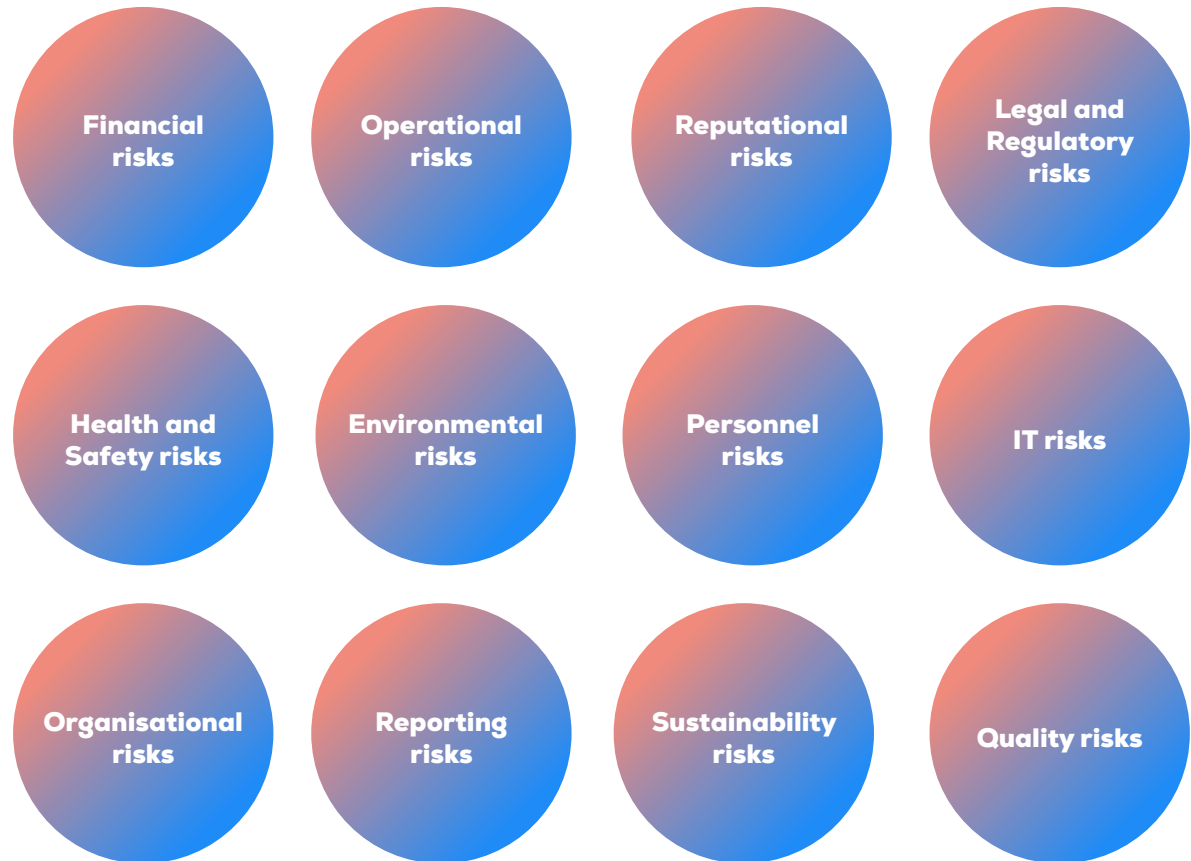 Financial
risks
Operational
risks
Reputational
risks
Legal and
Regulatory
risks
Health and
Safety risks
Environmental
risks
Personnel
risks
IT risks
Organisational
risks
Reporting
risks
Sustainability
risks
Quality risks